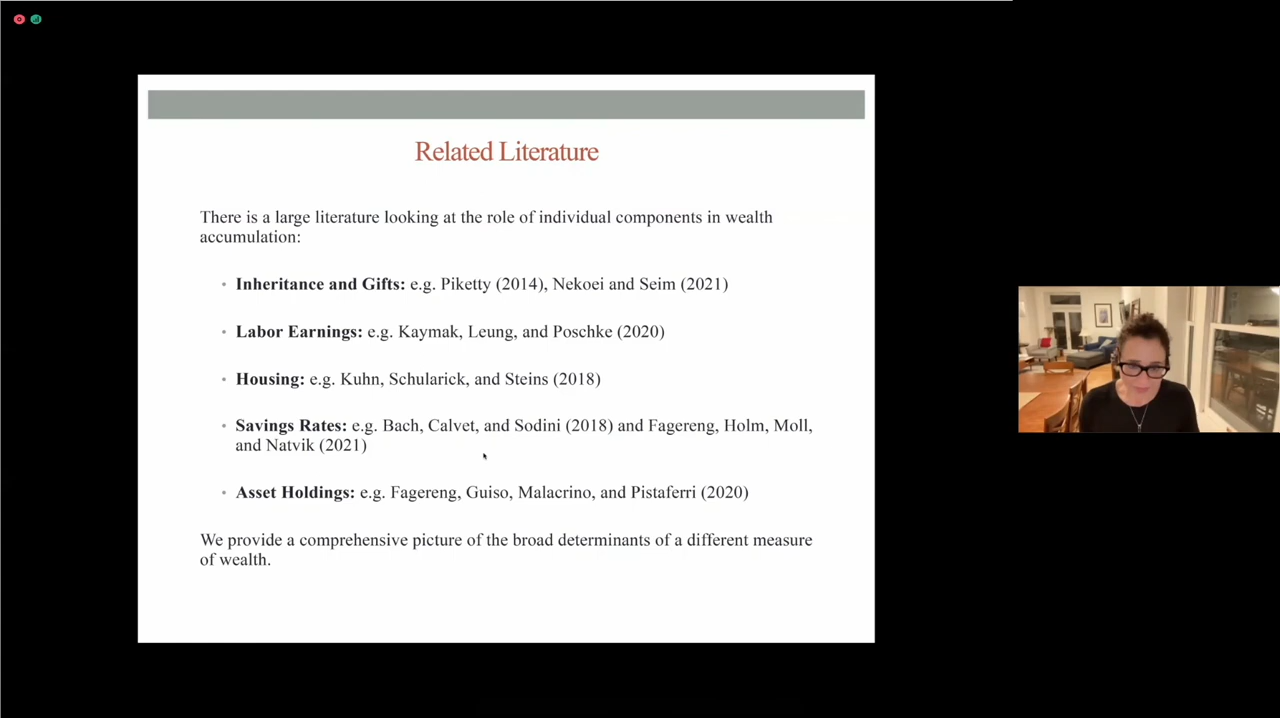 Related Literature
There is a large literature looking at the role of individual components in wealth
accumulation:
• Inheritance and Gifts: e.g. Piketty (2014), Nekoei and Seim (2021)
• Labor Earnings: e.g. Kaymak, Leung, and Poschke (2020)
• Housing: e.g. Kuhn, Schularick, and Steins (2018)
• Savings Rates: e.g. Bach, Calvet, and Sodini (2018) and Fagereng, Holm, Moll,
and Natvik (2021)
• Asset Holdings: e.g. Fagereng, Guiso, Malacrino, and Pistaferri (2020)
We provide a comprehensive picture of the broad determinants of a different measure
of wealth.